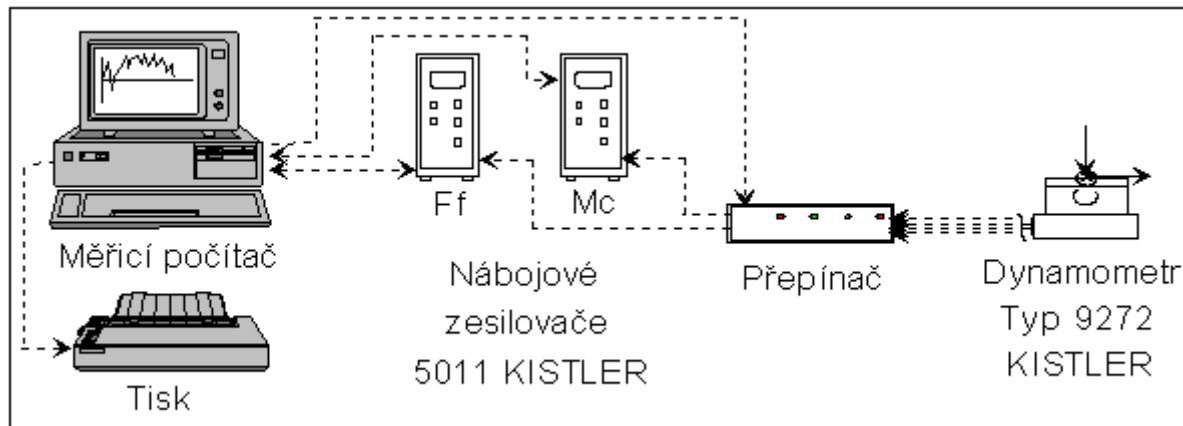 Ff
Mc
Měřicí počítač
Nábojové
zesilovače
5011 KISTLER
Přepínač
Dynamometr
Typ 9272
KISTLER
Tisk